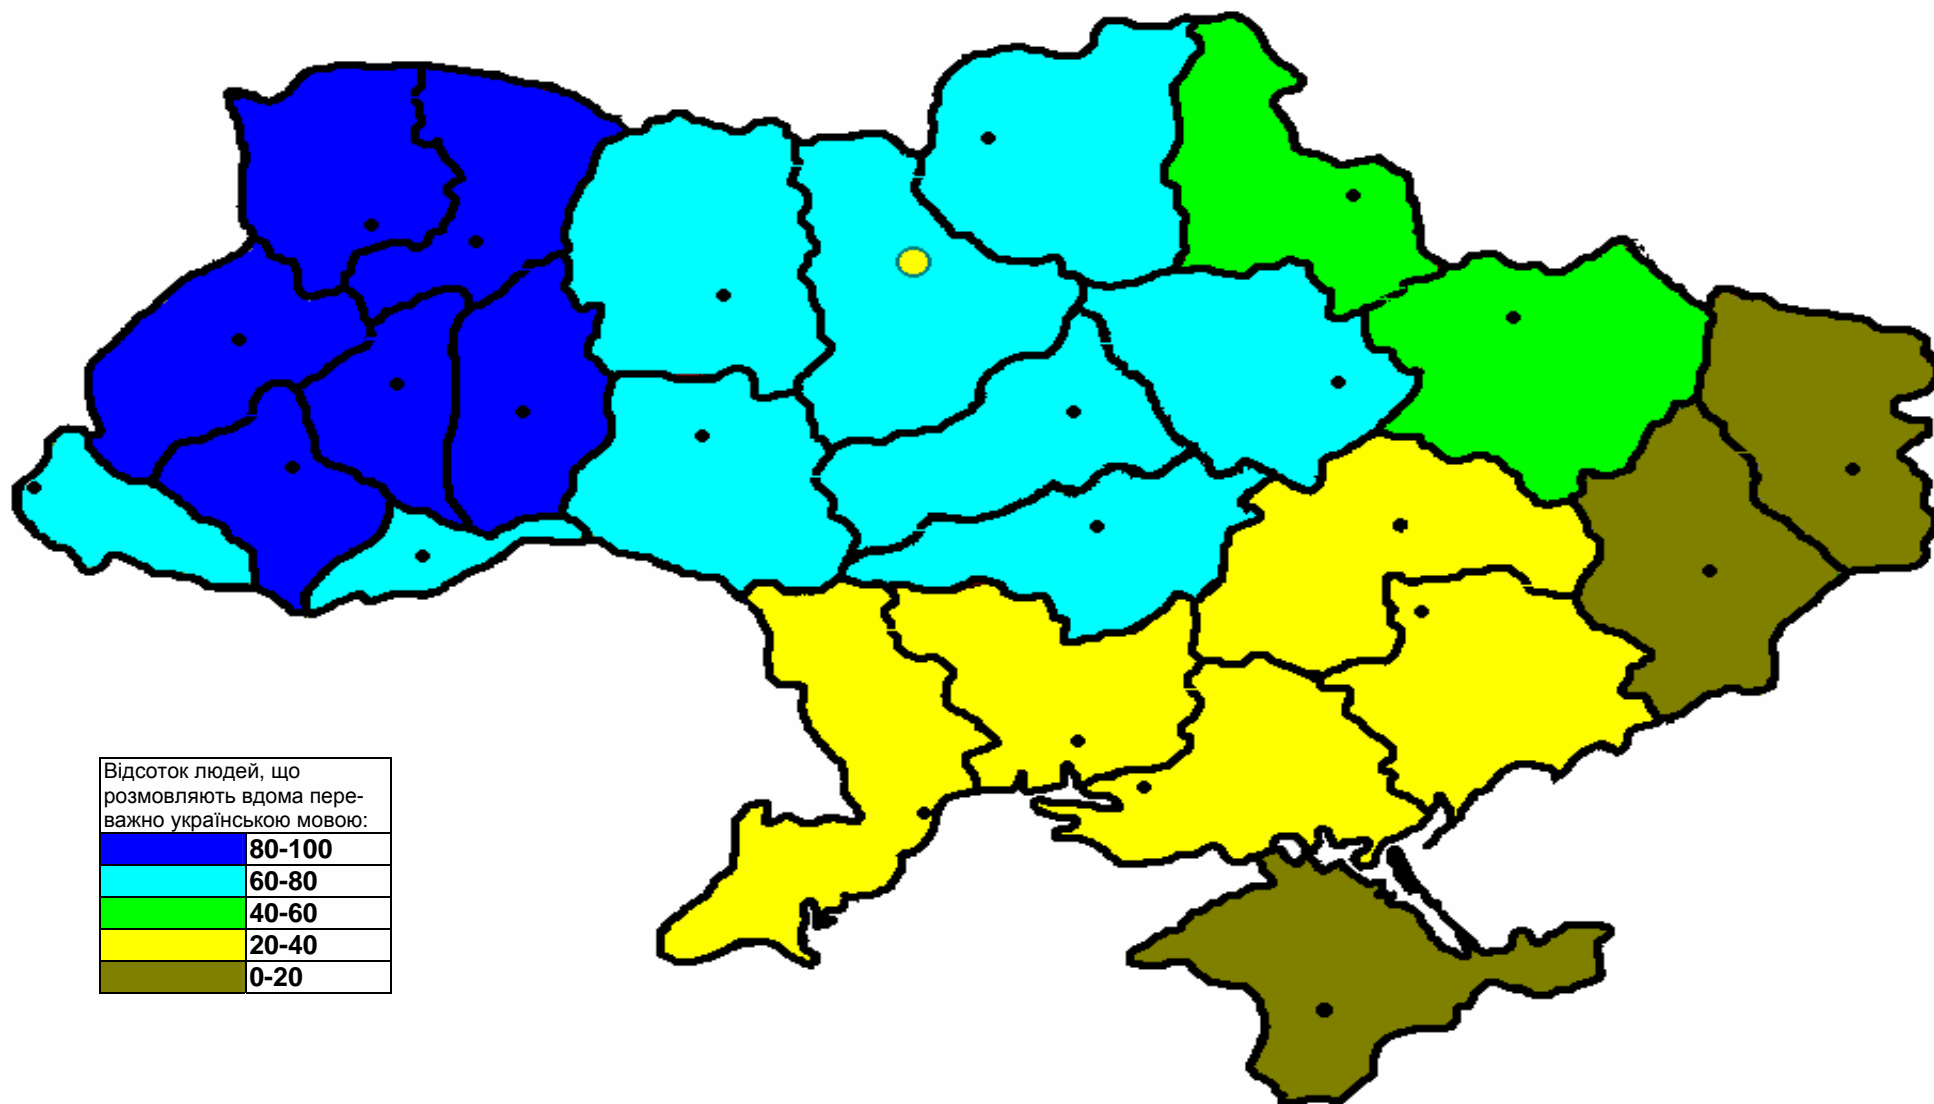 Відсоток людей, що
розмовляють вдома пере-
важно українською мовою:
80-100
60-80
40-60
20-40
0-20